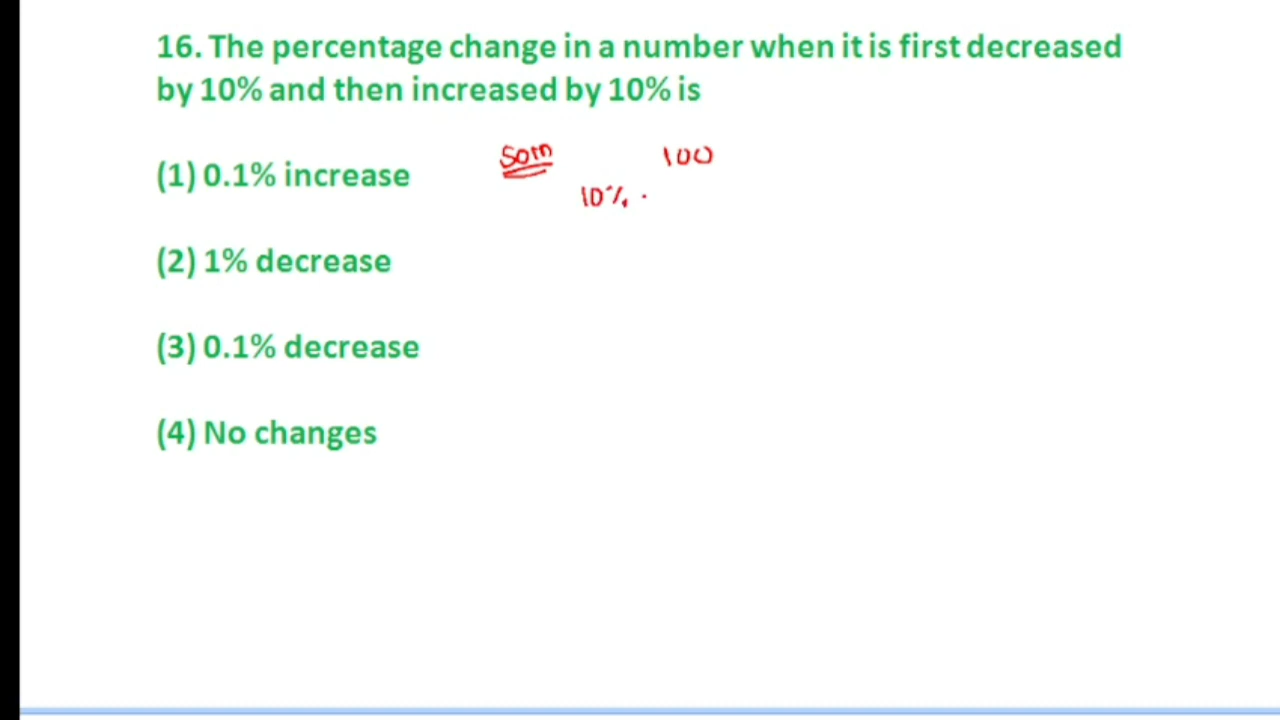 16. The percentage change in a number when it is first decreased
by 10% and then increased by 10% is
(1) 0.1% increase
Som 100
10% -
(2) 1% decrease
(3) 0.1% decrease
(4) No changes